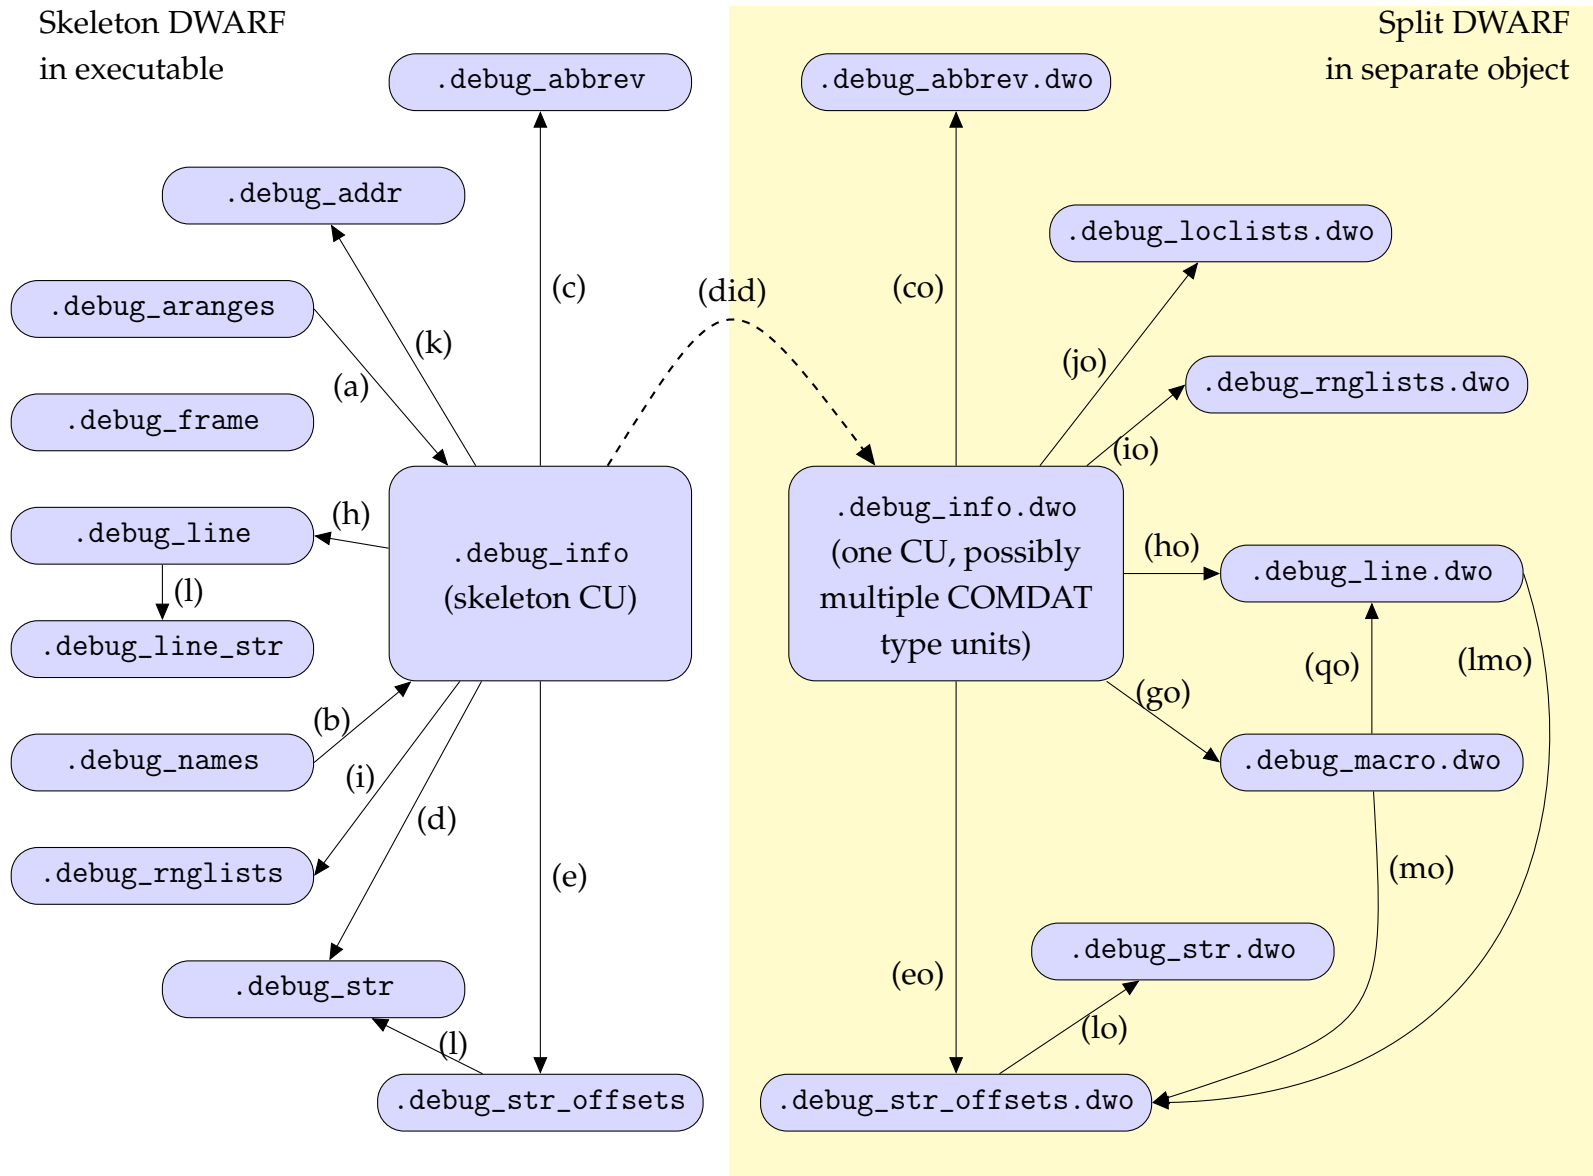 Skeleton DWARF
in executable
Split DWARF
in separate object
.debug_abbrev
.debug_abbrev.dwo
.debug_addr
.debug_loclists.dwo
(c)
(did)
(co)
.debug_aranges
(k)
(a)
(jo)
.debug_rnglists.dwo
.debug_frame
(io)
(h)
.debug_line
.debug_info
(skeleton CU)
.debug_info.dwo
(one CU, possibly
multiple COMDAT
type units)
(ho)
.debug_line.dwo
(l)
.debug_line_str
(qo)
(lmo)
(b)
(go)
.debug_names
.debug_macro.dwo
(i)
(d)
.debug_rnglists
(e)
(mo)
.debug_str.dwo
(eo)
.debug_str
(l)
(lo)
.debug_str_offsets
.debug_str_offsets.dwo